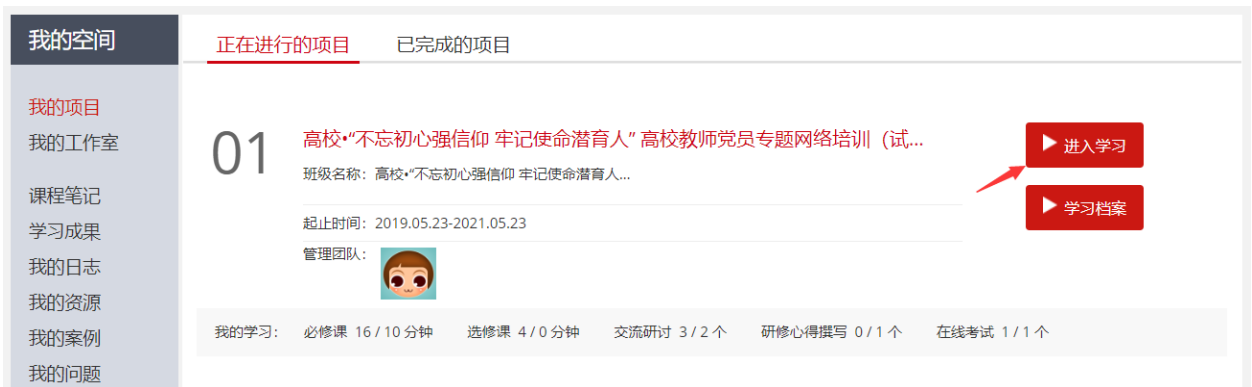 我的空间
正在进行的项目 已完成的项目
我的项目
我的工作室
课程笔记
学习成果
我的日志
我的资源
我的案例
我的问题
01
高校•“不忘初心强信仰 牢记使命潜育人” 高校教师党员专题网络培训（试...
班级名称：高校•“不忘初心强信仰 牢记使命潜育人...
起止时间：2019.05.23-2021.05.23
管理团队：
进入学习
学习档案
我的学习： 必修课 16 / 10 分钟 选修课 4 / 0 分钟 交流研讨 3 / 2 个 研修心得撰写 0 / 1 个 在线考试 1 / 1 个